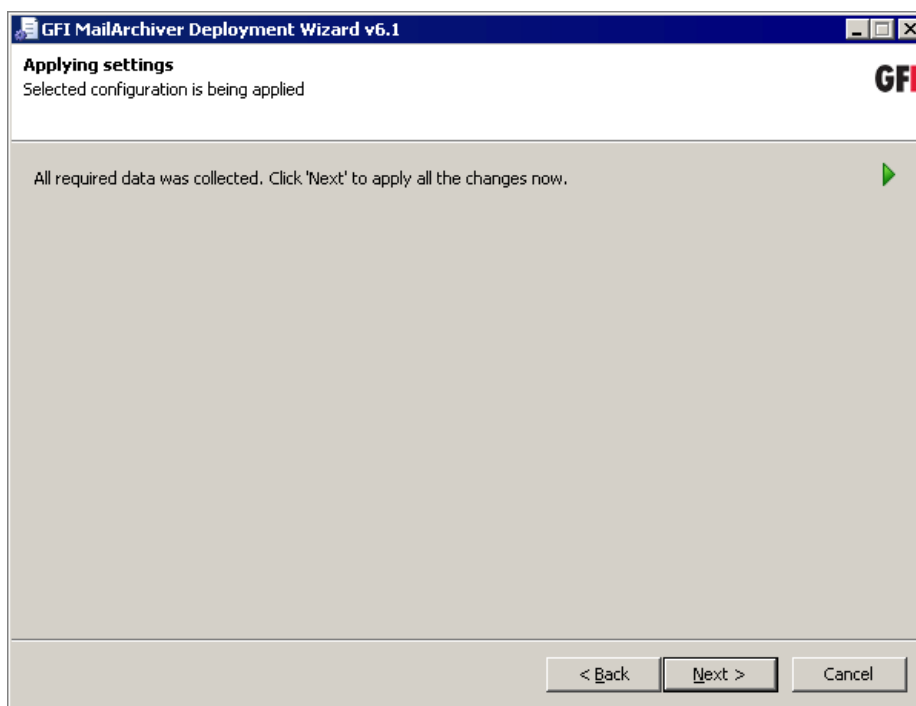 GFI MailArchiver Deployment Wizard v6.1
Applying settings
Selected configuration is being applied
GFI
All required data was collected. Click 'Next' to apply all the changes now.
< Back
Next >
Cancel